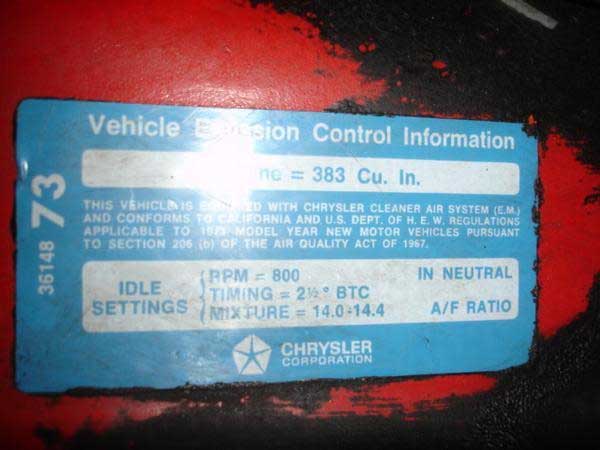 Vehicle Emission Control Information
= 383 Cu. In.
THIS VEHICLE IS EQUIPPED WITH CHRYSLER CLEANER AIR SYSTEM (E.M.)
AND CONFORMS TO CALIFORNIA AND U.S. DEPT. OF H. E. W. REGULATIONS
APPLICABLE TO MODEL YEAR NEW MOTOR VEHICLES PURSUANT
TO SECTION 206 (b) OF THE AIR QUALITY ACT OF 1967.
IDLE SETTINGS
RPM = 800 IN NEUTRAL
TIMING = 2½° BTC
MIXTURE = 14.0-14.4 A/F RATIO
CHRYSLER
CORPORATION
36148 73